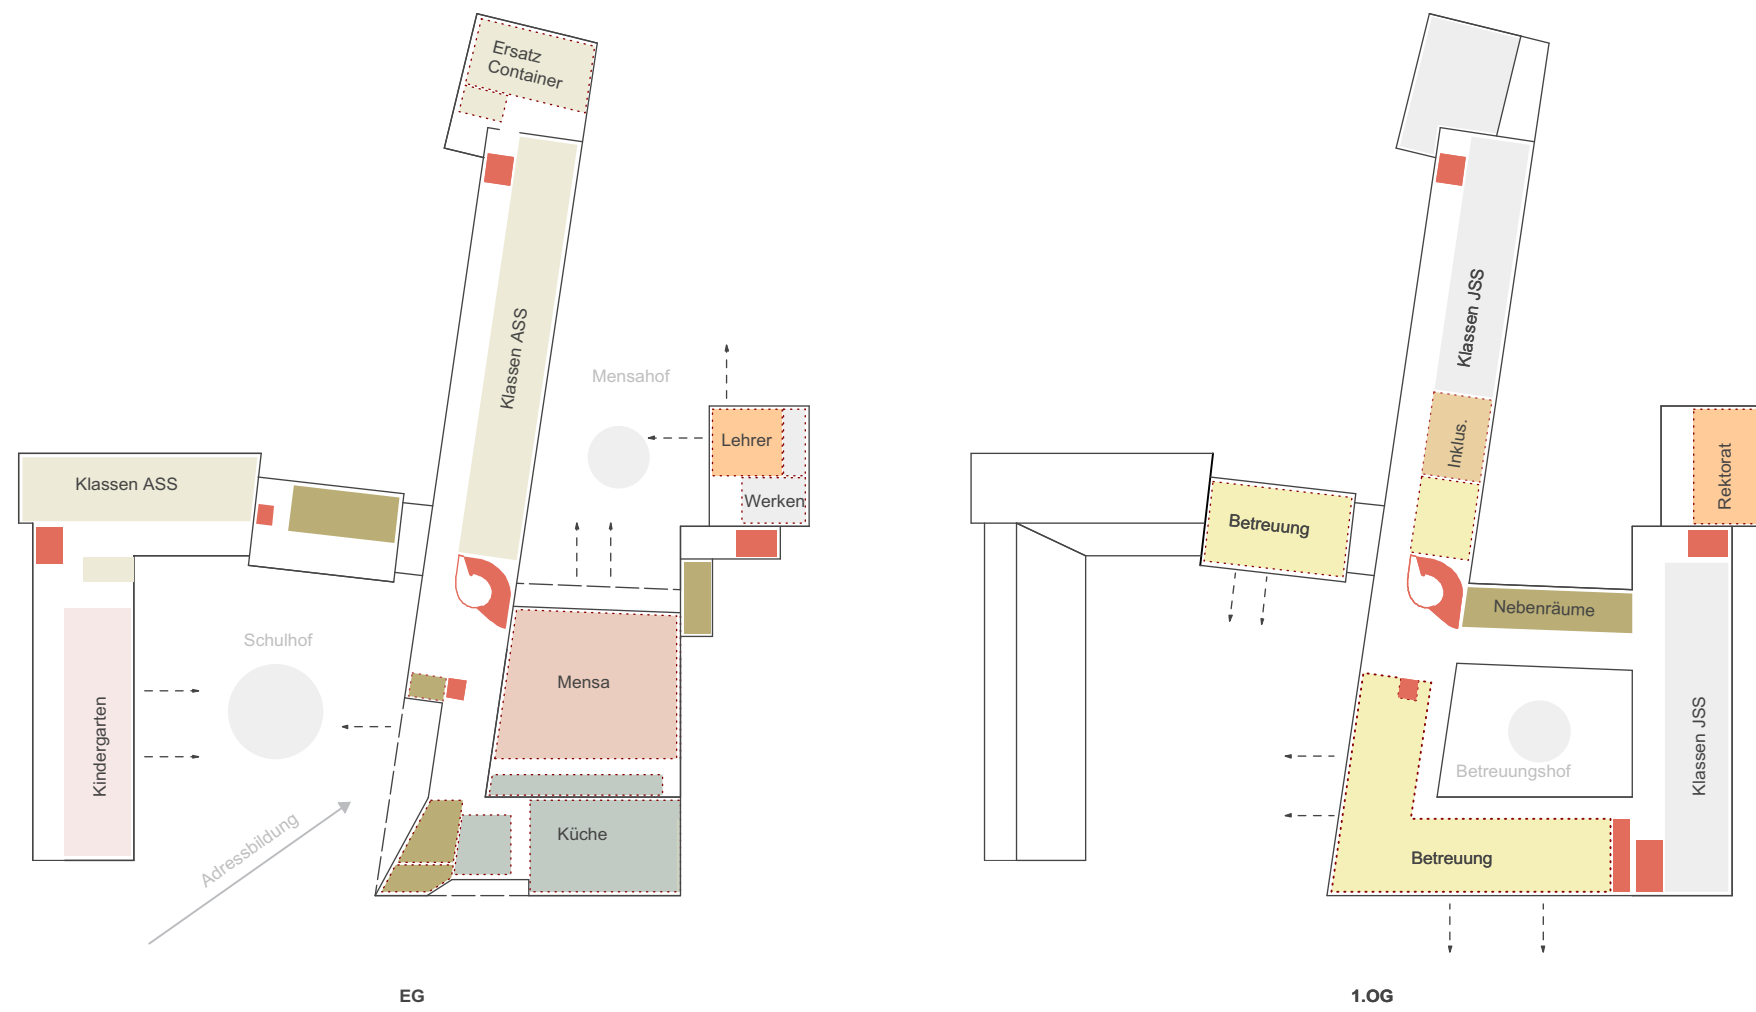 Ersatz
Container
Klassen ASS
Mensahof
Lehrer
Werken
Klassen ASS
Schulhof
Kindergarten
Mensa
Küche
Adressbildung
EG
Klassen JSS
Inklus.
Rektorat
Betreuung
Nebenräume
Klassen JSS
Betreuungshof
Betreuung
1.OG